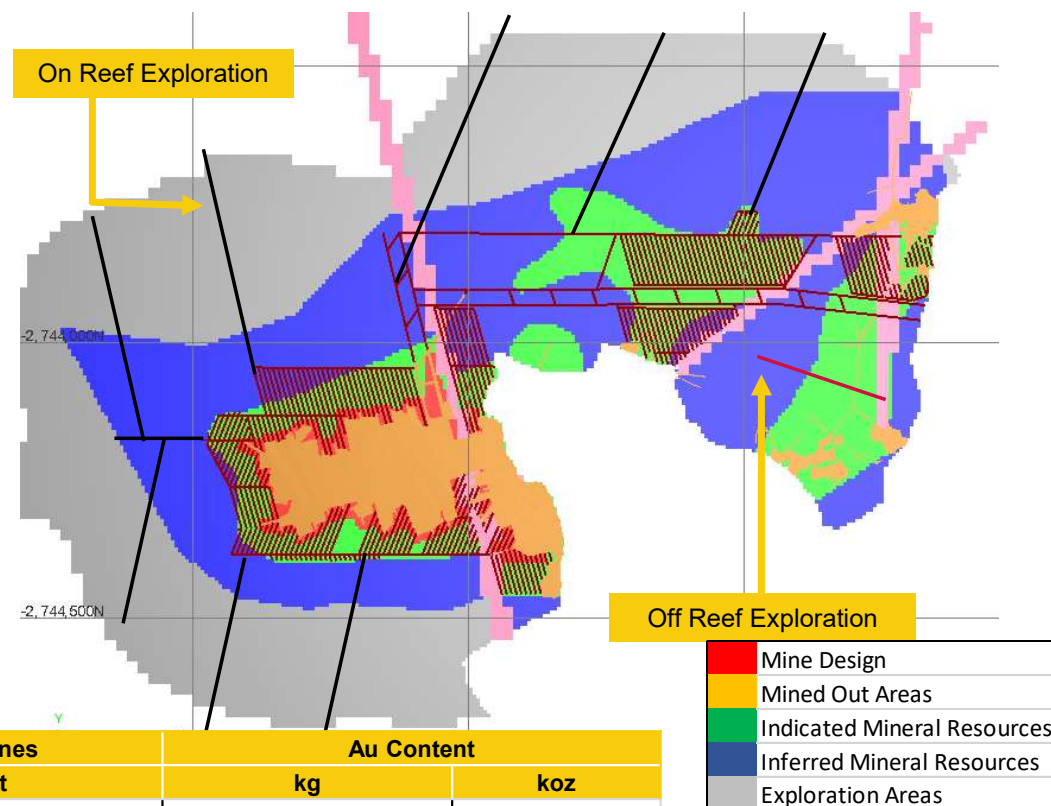 On Reef Exploration
-2,744,000N
-2,744,500N
Off Reef Exploration
Mine Design
Mined Out Areas
Indicated Mineral Resources
Inferred Mineral Resources
Exploration Areas
Y
nes
Au Content
t
kg
koz